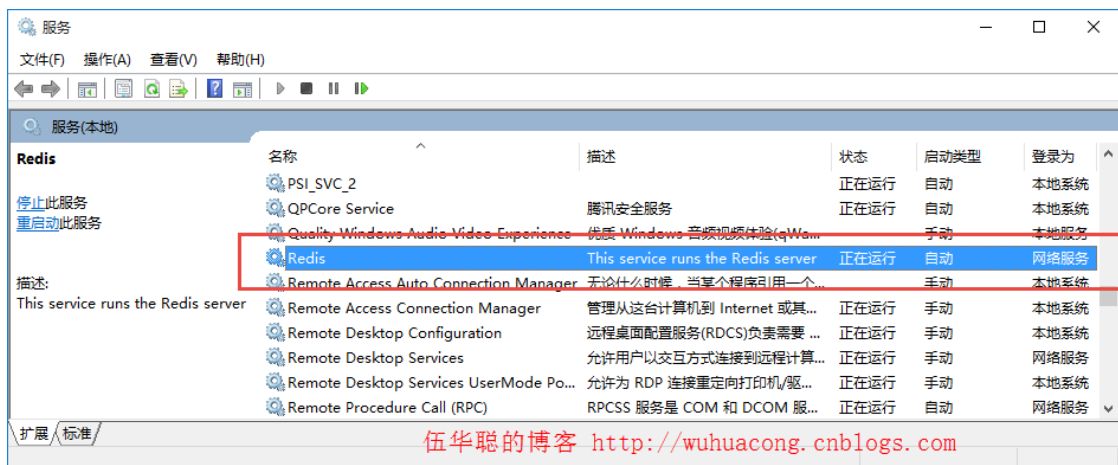 服务
文件(F) 操作(A) 查看(V) 帮助(H)
服务(本地)
Redis
停止此服务
重启动此服务
描述:
This service runs the Redis server
名称 描述 状态 启动类型 登录为
PSI_SVC_2 正在运行 自动 本地系统
QPCore Service 腾讯安全服务 正在运行 自动 本地系统
Quality Windows Audio Video Experience 优质 Windows 音频视频体验(qWa... 手动 本地服务
Redis This service runs the Redis server 正在运行 自动 网络服务
Remote Access Auto Connection Manager 无论什么时候，当某个程序引用一个... 手动 本地系统
Remote Access Connection Manager 管理从这台计算机到 Internet 或其... 正在运行 手动 本地系统
Remote Desktop Configuration 远程桌面配置服务(RDCS)负责需要 ... 正在运行 手动 本地系统
Remote Desktop Services 允许用户以交互方式连接到远程计算... 正在运行 手动 网络服务
Remote Desktop Services UserMode Po... 允许为 RDP 连接重定向打印机/驱... 正在运行 手动 本地系统
Remote Procedure Call (RPC) RPCSS 服务是 COM 和 DCOM 服... 正在运行 自动 网络服务
扩展 标准
伍华聪的博客 http://wuhuacong.cnblogs.com